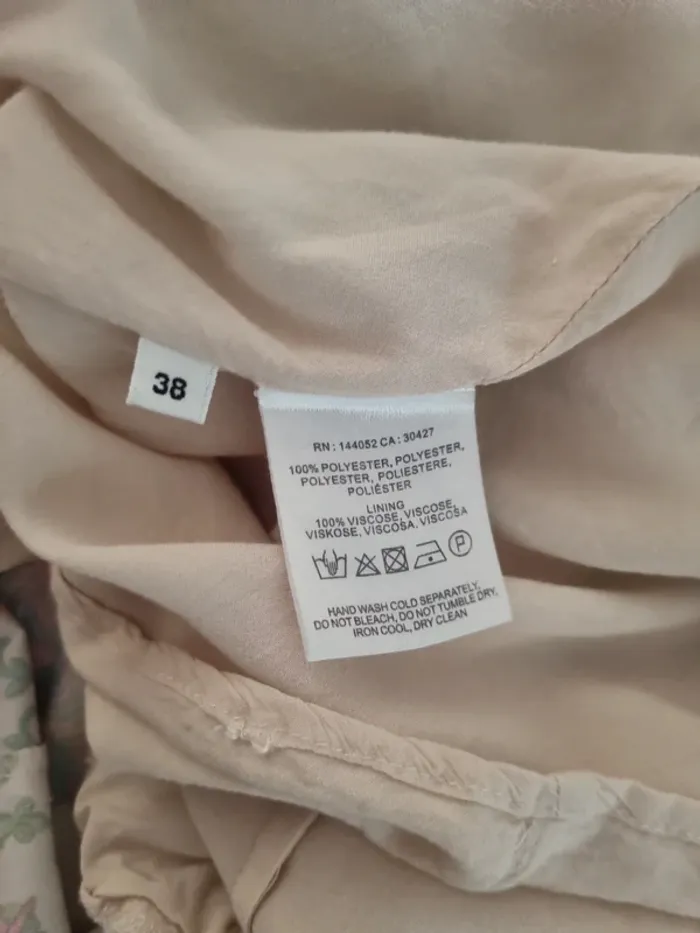 38
RN : 144052 CA : 30427
100% POLYESTER, POLYESTER,
POLYESTER, POLIESTERE,
POLIÉSTER
LINING
100% VISCOSE, VISCOSE,
VISKOSE, VISCOSA, VISCOSA
P
HAND WASH COLD SEPARATELY,
DO NOT BLEACH, DO NOT TUMBLE DRY,
IRON COOL, DRY CLEAN